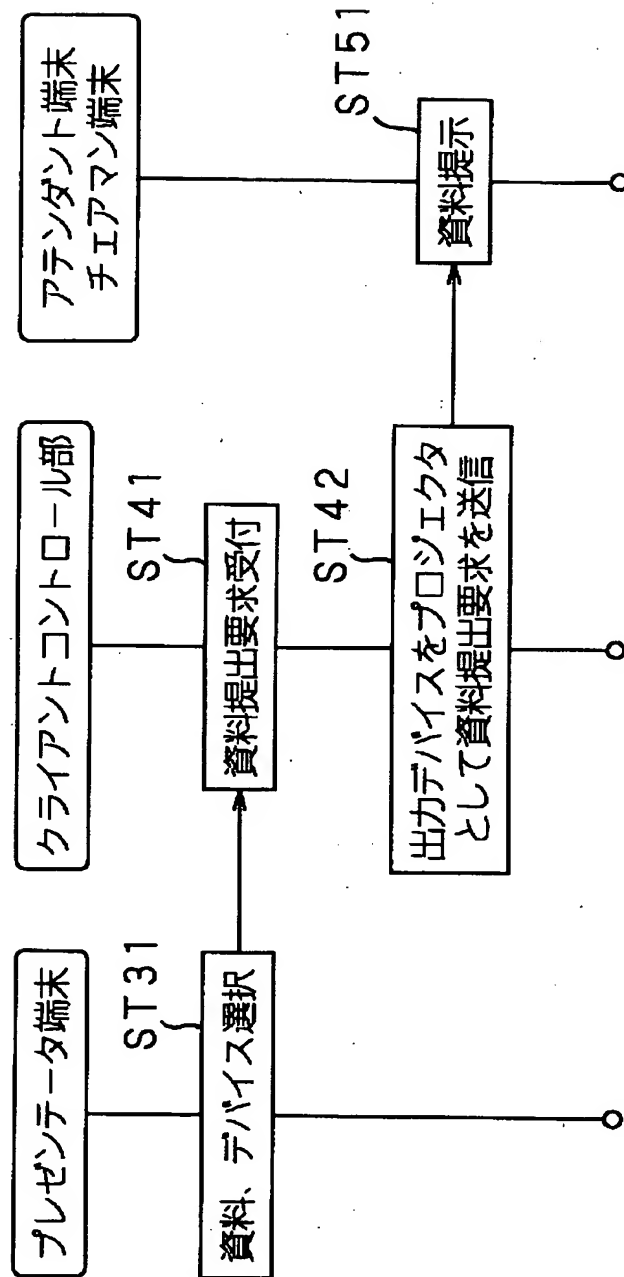 プレゼンテータ端末
クライアントコントロール部
アテンダント端末
チェアマン端末
ST31
資料、デバイス選択
ST41
資料提出要求受付
ST42
出力デバイスをプロジェクタ
として資料提出要求を送信
ST51
資料提示